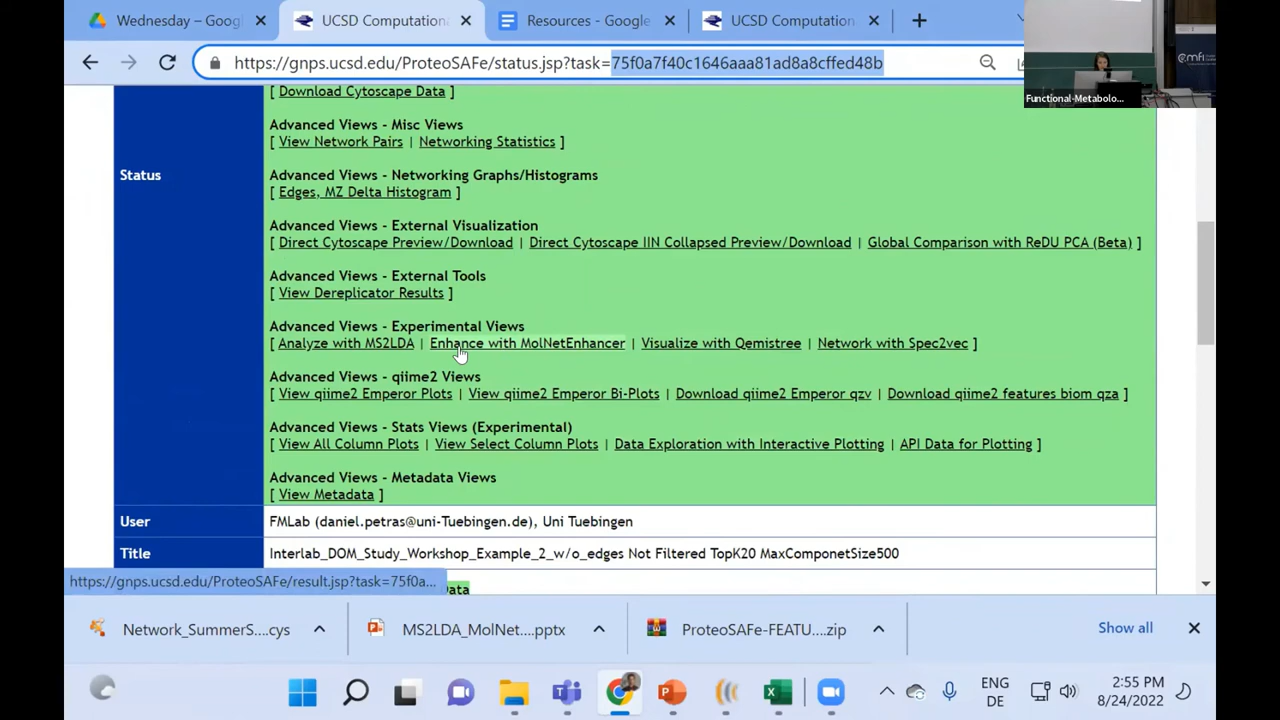 Wednesday – Googl
UCSD Computationa
Resources - Google
UCSD Computationa
https://gnps.ucsd.edu/ProteoSAFe/status.jsp?task=75f0a7f40c1646aaa81ad8a8cffed48b
Functional-Metabolo...
[ Download Cytoscape Data ]
Advanced Views - Misc Views
[ View Network Pairs | Networking Statistics ]
Status
Advanced Views - Networking Graphs/Histograms
[ Edges, MZ Delta Histogram ]
Advanced Views - External Visualization
[ Direct Cytoscape Preview/Download | Direct Cytoscape IIN Collapsed Preview/Download | Global Comparison with ReDU PCA (Beta) ]
Advanced Views - External Tools
[ View Dereplicator Results ]
Advanced Views - Experimental Views
[ Analyze with MS2LDA | Enhance with MolNetEnhancer | Visualize with Qemistree | Network with Spec2vec ]
Advanced Views - qiime2 Views
[ View qiime2 Emperor Plots | View qiime2 Emperor Bi-Plots | Download qiime2 Emperor qzv | Download qiime2 features biom qza ]
Advanced Views - Stats Views (Experimental)
[ View All Column Plots | View Select Column Plots | Data Exploration with Interactive Plotting | API Data for Plotting ]
Advanced Views - Metadata Views
[ View Metadata ]
User
FMLab (daniel.petras@uni-Tuebingen.de), Uni Tuebingen
Title
Interlab_DOM_Study_Workshop_Example_2_w/o_edges Not Filtered TopK20 MaxComponetSize500
https://gnps.ucsd.edu/ProteoSAFe/result.jsp?task=75f0a...
ata
Network_SummerS....cys
MS2LDA_MolNet....pptx
ProteoSAFe-FEATU....zip
Show all
ENG
DE
2:55 PM
8/24/2022